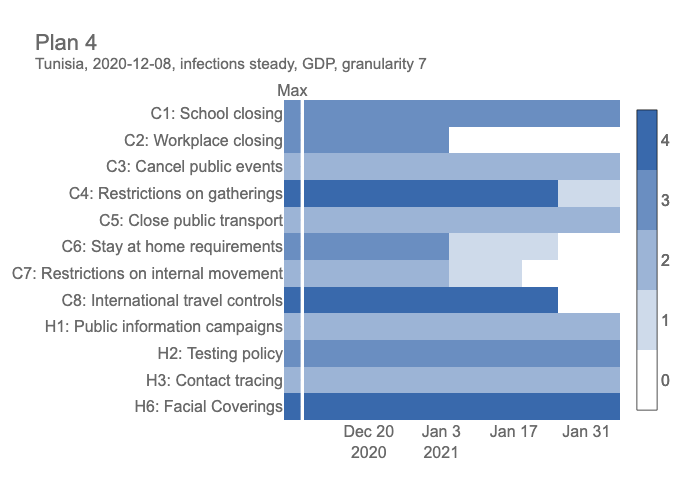 Plan 4
Tunisia, 2020-12-08, infections steady, GDP, granularity 7
Max
C1: School closing
C2: Workplace closing
C3: Cancel public events
C4: Restrictions on gatherings
C5: Close public transport
C6: Stay at home requirements
C7: Restrictions on internal movement
C8: International travel controls
H1: Public information campaigns
H2: Testing policy
H3: Contact tracing
H6: Facial Coverings
4
3
2
1
0
Dec 20 Jan 3 Jan 17 Jan 31
2020 2021